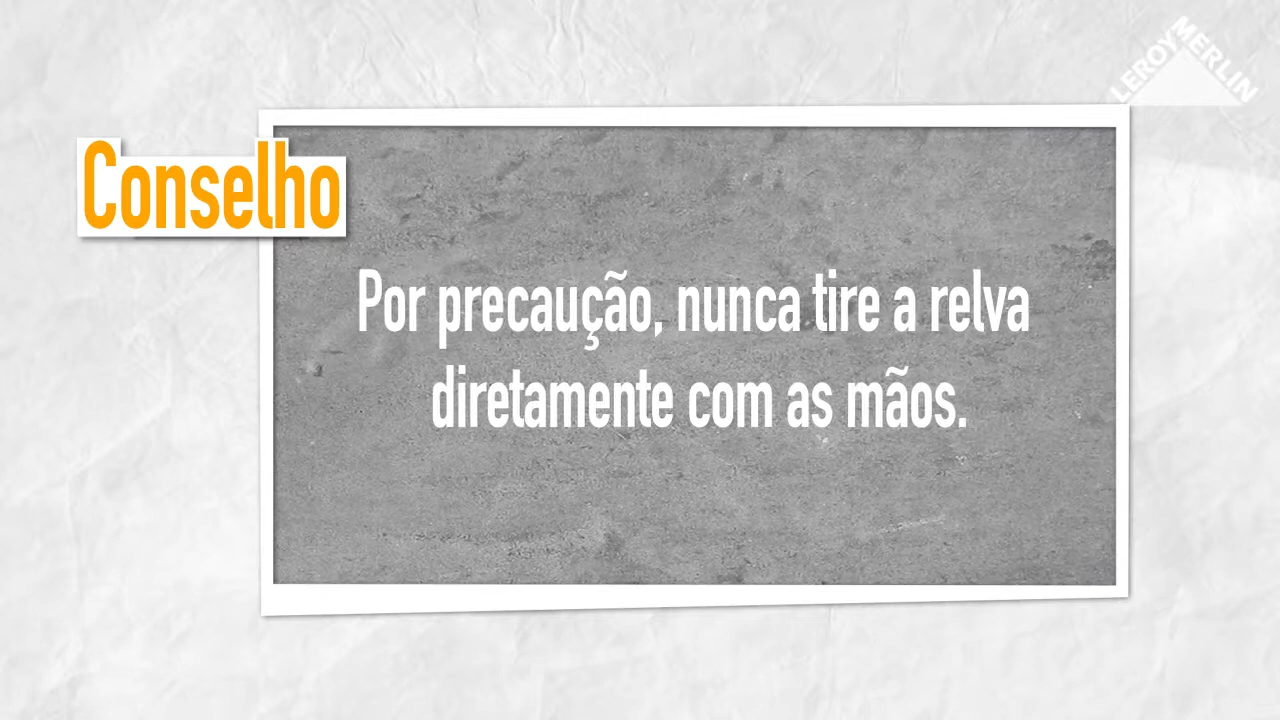 LEROY MERLIN
Conselho
Por precaução, nunca tire a relva
diretamente com as mãos.